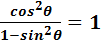 cos²θ / 1−sin²θ = 1